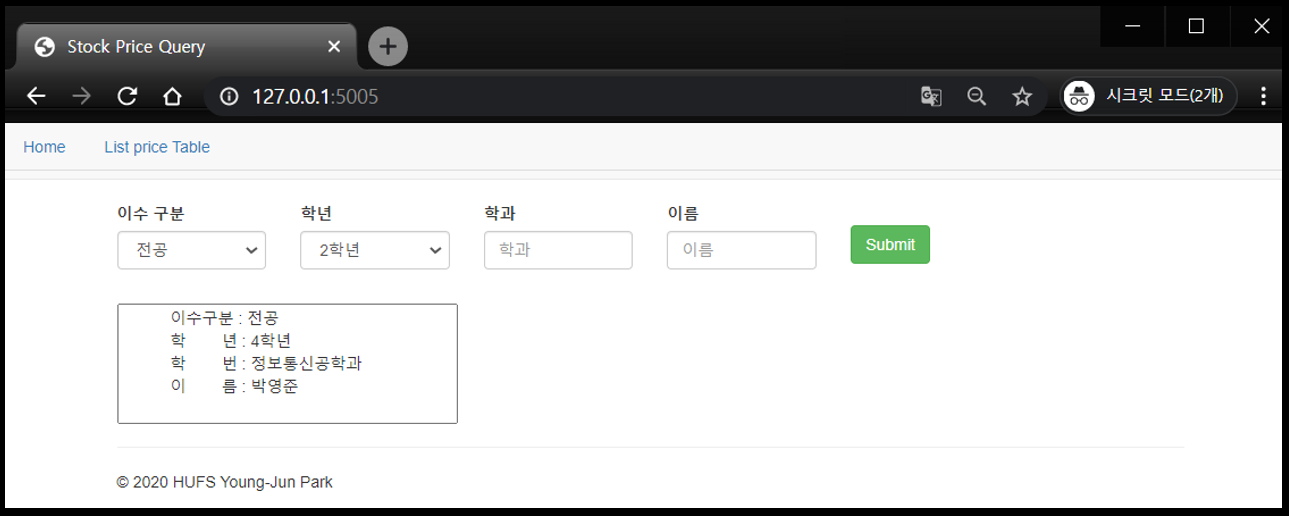 Stock Price Query
127.0.0.1:5005
시크릿 모드(2개)
Home List price Table
이수 구분 학년 학과 이름
전공 2학년 학과 이름 Submit
이수구분 : 전공
학 년 : 4학년
학 번 : 정보통신공학과
이 름 : 박영준
© 2020 HUFS Young-Jun Park